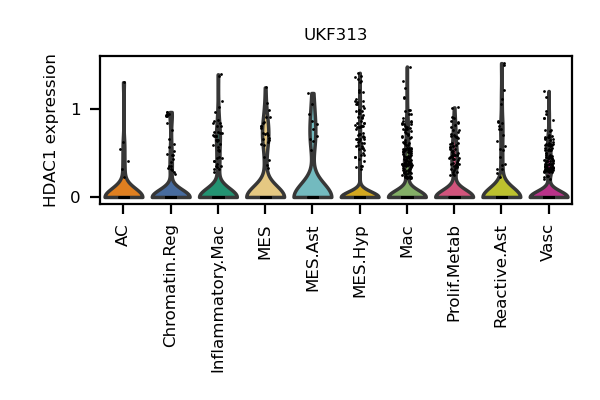 UKF313
HDAC1 expression
1
0
AC
Chromatin.Reg
Inflammatory.Mac
MES
MES.Ast
MES.Hyp
Mac
Prolif.Metab
Reactive.Ast
Vasc